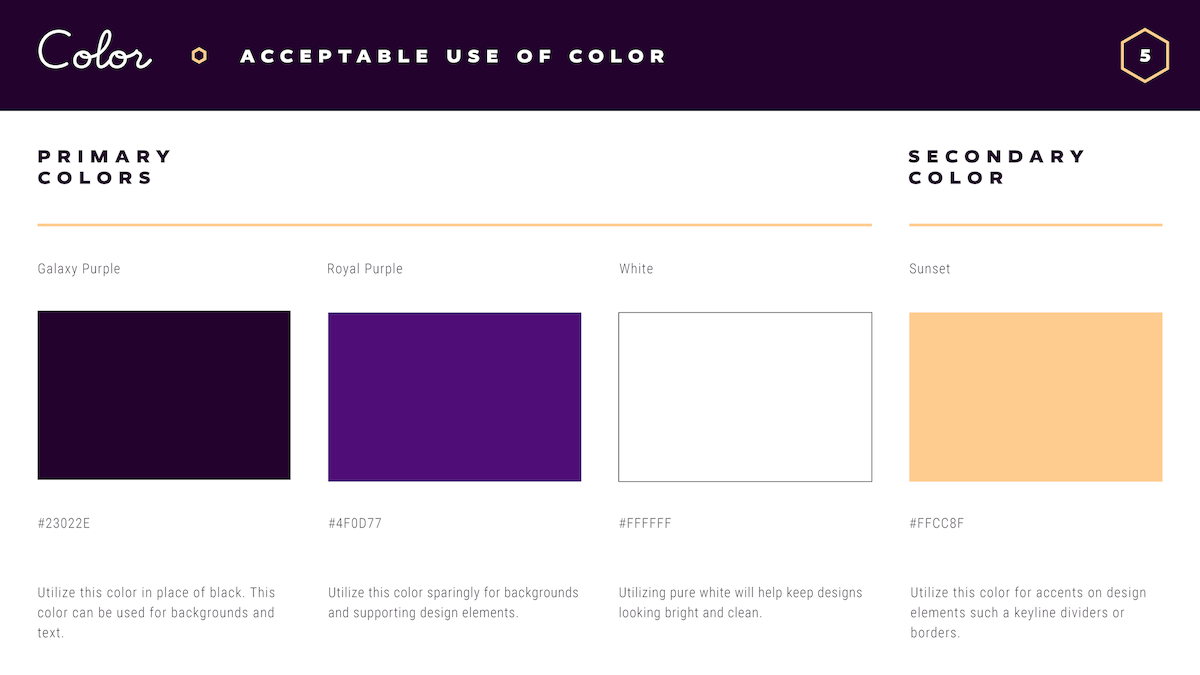 Color
ACCEPTABLE USE OF COLOR
5
PRIMARY
COLORS
SECONDARY
COLOR
Galaxy Purple
Royal Purple
White
Sunset
#23022E
#4F0D77
#FFFFFF
#FFCC8F
Utilize this color in place of black. This
color can be used for backgrounds and
text.
Utilize this color sparingly for backgrounds
and supporting design elements.
Utilizing pure white will help keep designs
looking bright and clean.
Utilize this color for accents on design
elements such a keyline dividers or
borders.